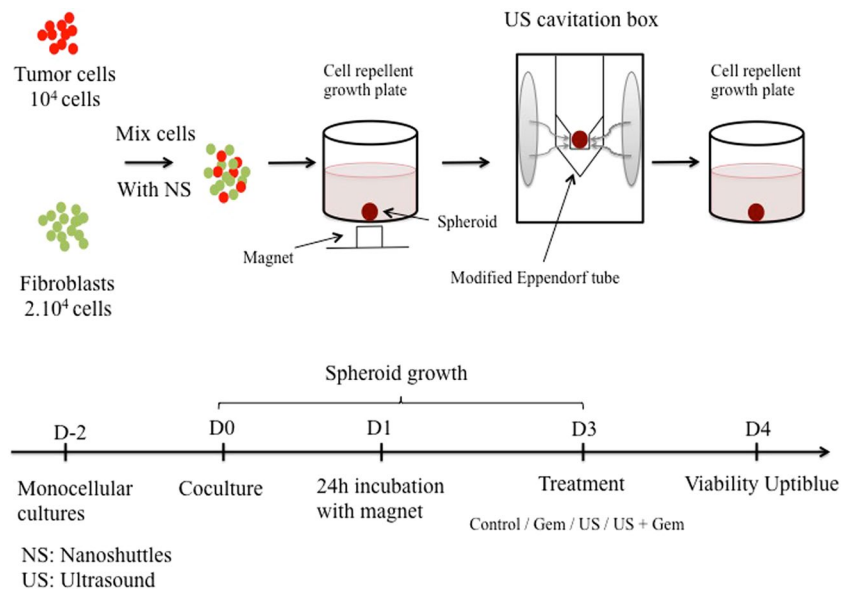 US cavitation box
Tumor cells
10⁴ cells
Cell repellent
growth plate
Cell repellent
growth plate
Mix cells
With NS
Spheroid
Magnet
Modified Eppendorf tube
Fibroblasts
2.10⁴ cells
Spheroid growth
D-2
D0
D1
D3
D4
Monocellular
cultures
Coculture
24h incubation
with magnet
Treatment
Viability Uptiblue
Control / Gem / US / US + Gem
NS: Nanoshuttles
US: Ultrasound